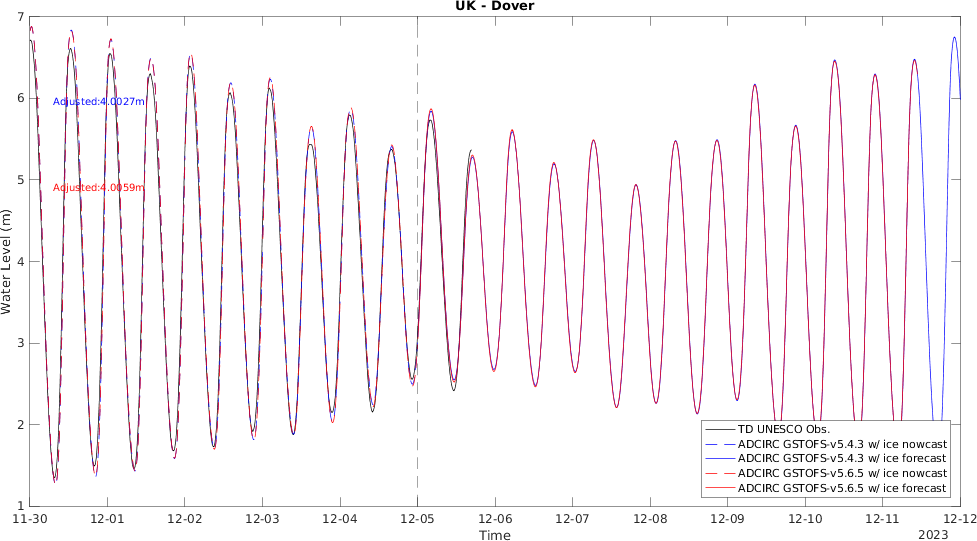 UK - Dover
7
6
5
4
3
2
1
Water Level (m)
Adjusted:4.0027m
Adjusted:4.0059m
TD UNESCO Obs.
ADCIRC GSTOFS-v5.4.3 w/ ice nowcast
ADCIRC GSTOFS-v5.4.3 w/ ice forecast
ADCIRC GSTOFS-v5.6.5 w/ ice nowcast
ADCIRC GSTOFS-v5.6.5 w/ ice forecast
11-30 12-01 12-02 12-03 12-04 12-05 12-06 12-07 12-08 12-09 12-10 12-11 12-12
Time
2023